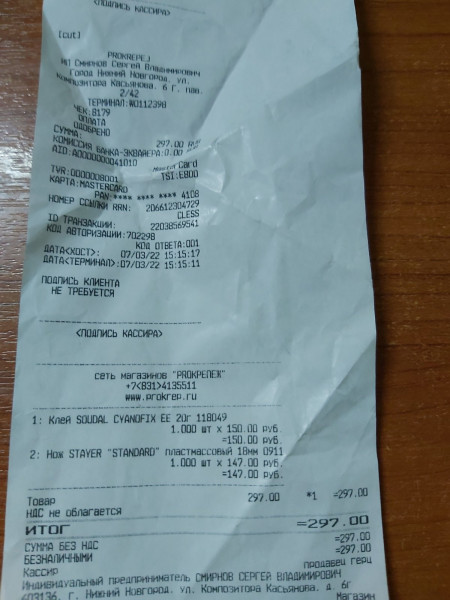 <ПОДПИСЬ КАССИРА>
[cut]
PROKREPEJ
ИП Смирнов Сергей Владимирович
Город Нижний Новгород, ул.
Композитора Касьянова, 6 Г, пав.
2/42
ТЕРМИНАЛ:W0112398
ЧЕК:8179
ОПЛАТА
ОДОБРЕНО
СУММА: 297.00 RUB
КОМИССИЯ БАНКА-ЭКВАЙЕРА:0.00
AID:A0000000041010 MasterCard
TVR:0000008001 TSI:E800
КАРТА:MASTERCARD
PAN **** **** **** 4108
НОМЕР ССЫЛКИ RRN: 206612304729
CLESS
ID ТРАНЗАКЦИИ: 22038569541
КОД АВТОРИЗАЦИИ:702298
КОД ОТВЕТА:001
ДАТА<ХОСТ>: 07/03/22 15:15:17
ДАТА<ТЕРМИНАЛ>:07/03/22 15:15:11
ПОДПИСЬ КЛИЕНТА
НЕ ТРЕБУЕТСЯ
<ПОДПИСЬ КАССИРА>
сеть магазинов "PROКРЕПЕЖ"
+7<831>4135511
www.prokrep.ru
1: Клей SOUDAL CYANOFIX EE 20г 118049
1.000 шт X 150.00 руб.
=150.00 руб.
2: Нож STAYER "STANDARD" пластмассовый 18мм 0911
1.000 шт X 147.00 руб.
=147.00 руб.
Товар 297.00 *1 =297.00
НДС не облагается
ИТОГ =297.00
СУММА БЕЗ НДС =297.00
БЕЗНАЛИЧНЫМИ =297.00
Кассир продавец Герц
Индивидуальный предприниматель СМИРНОВ СЕРГЕЙ ВЛАДИМИРОВИЧ
603136, г. Нижний Новгород, ул. Композитора Касьянова, д. 6г
Магазин